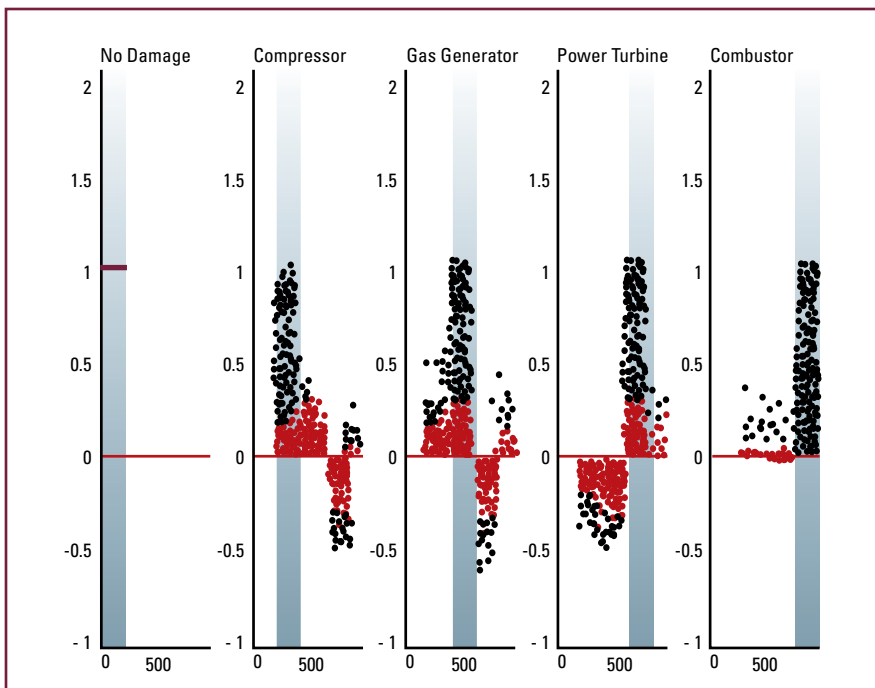 No Damage Compressor Gas Generator Power Turbine Combustor
2 2 2 2 2
1.5 1.5 1.5 1.5 1.5
1 1 1 1 1
0.5 0.5 0.5 0.5 0.5
0 0 0 0 0
-0.5 -0.5 -0.5 -0.5 -0.5
- 1 - 1 - 1 - 1 - 1
0 500 0 500 0 500 0 500 0 500